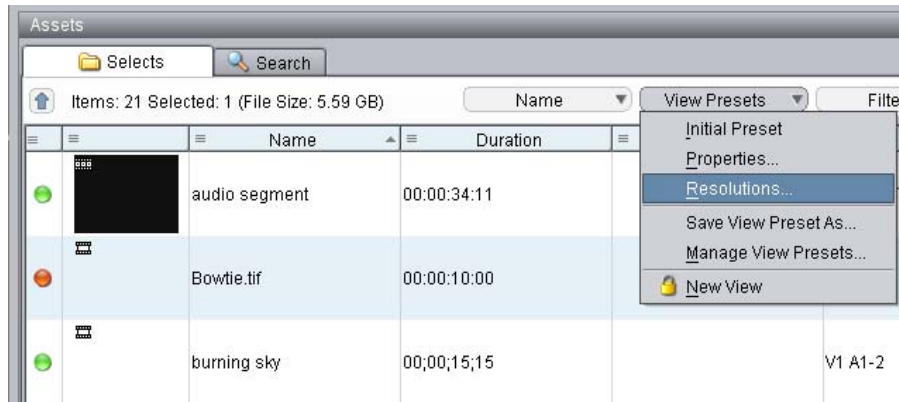 Assets
Selects
Search
Items: 21 Selected: 1 (File Size: 5.59 GB)
Name
View Presets
Filte
Name
Duration
Initial Preset
Properties...
Resolutions...
Save View Preset As...
Manage View Presets...
New View
audio segment
00:00:34:11
Bowtie.tif
00:00:10:00
burning sky
00;00;15;15
V1 A1-2